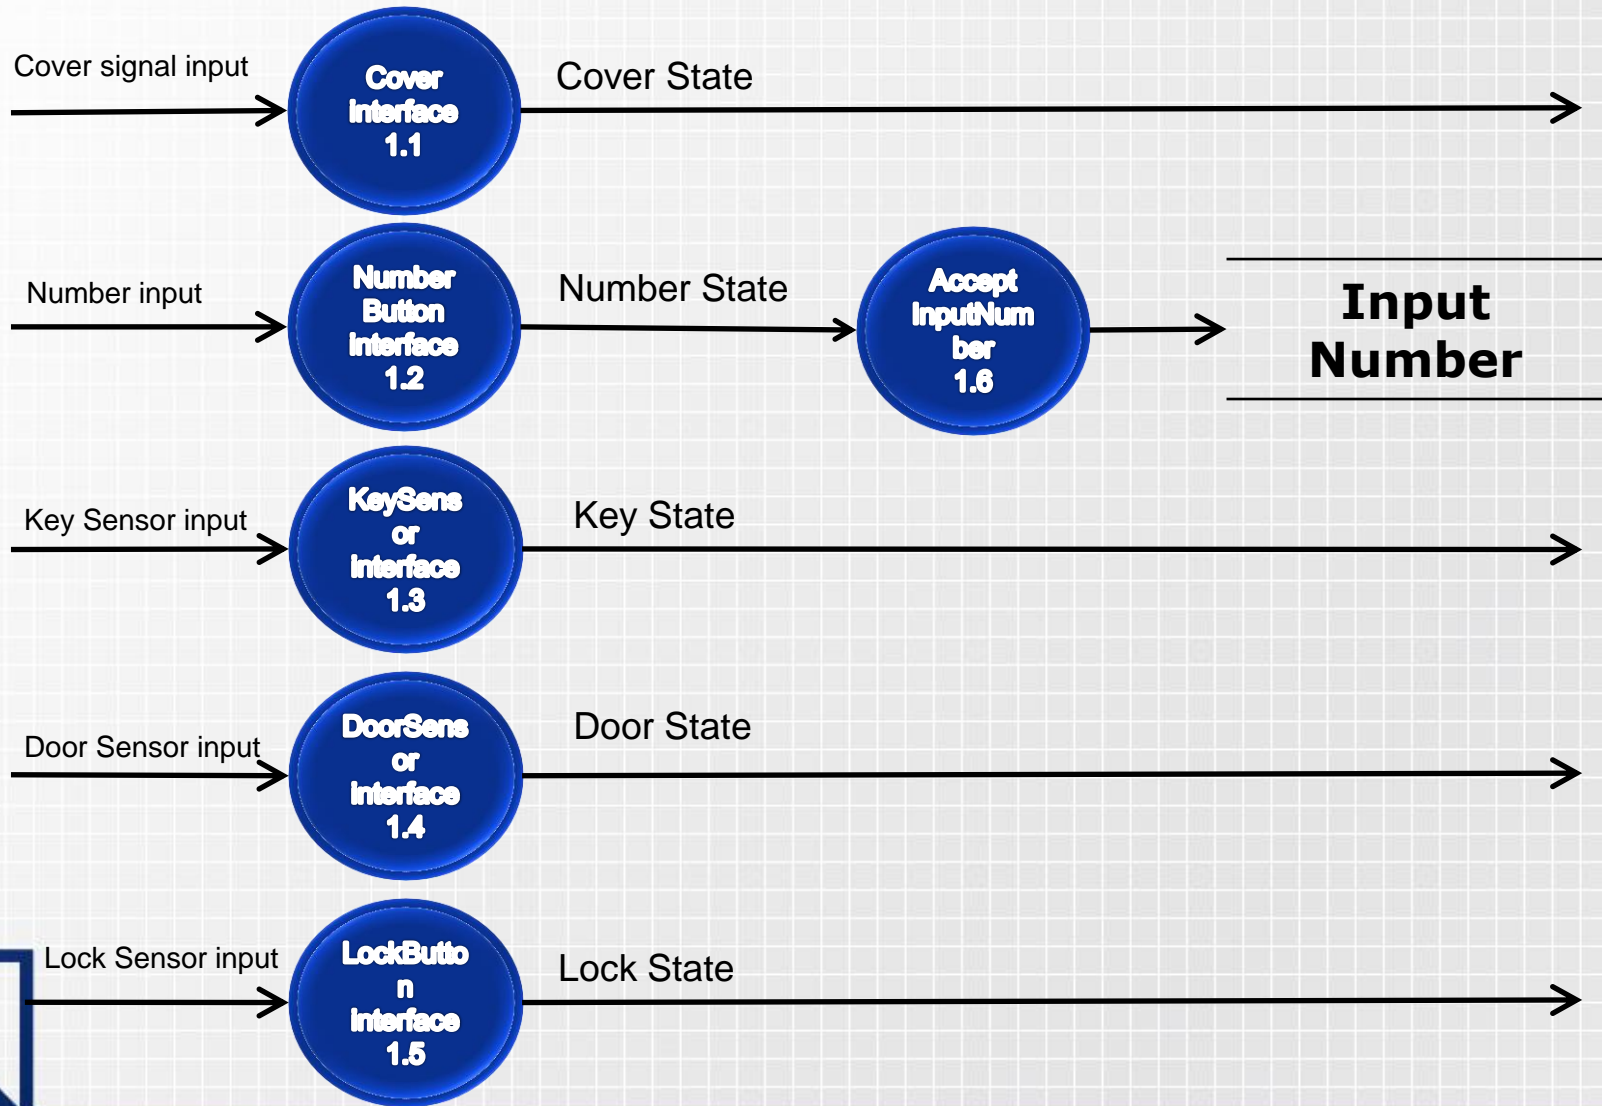 Cover signal input
Cover
interface
1.1
Cover State
Number input
Number
Button
interface
1.2
Number State
Accept
InputNum
ber
1.6
Input
Number
Key Sensor input
KeySens
or
interface
1.3
Key State
Door Sensor input
DoorSens
or
interface
1.4
Door State
Lock Sensor input
LockButto
n
interface
1.5
Lock State